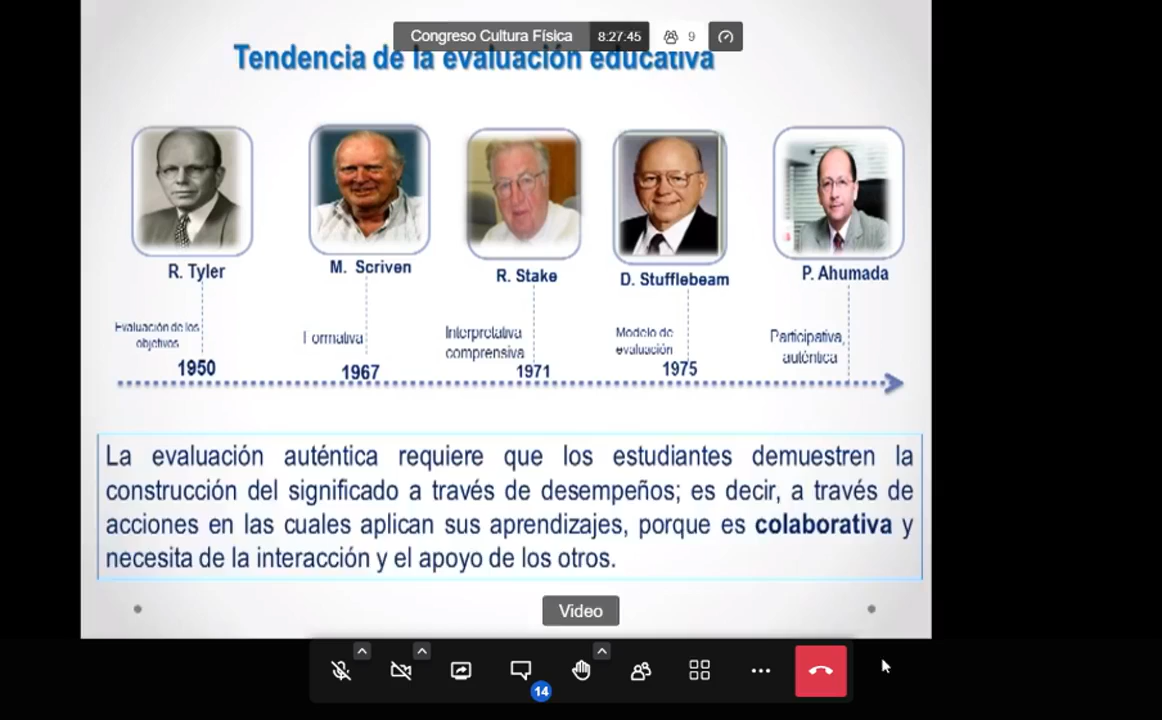 Congreso Cultura Física 8:27:45 9
Tendencia de la evaluación educativa
R. Tyler
M. Scriven
R. Stake
D. Stufflebeam
P. Ahumada
Evaluación de los
objetivos
Formativa
Interpretativa
comprensiva
Modelo de
evaluación
Participativa,
auténtica
1950
1967
1971
1975
La evaluación auténtica requiere que los estudiantes demuestren la
construcción del significado a través de desempeños; es decir, a través de
acciones en las cuales aplican sus aprendizajes, porque es colaborativa y
necesita de la interacción y el apoyo de los otros.
Video
14